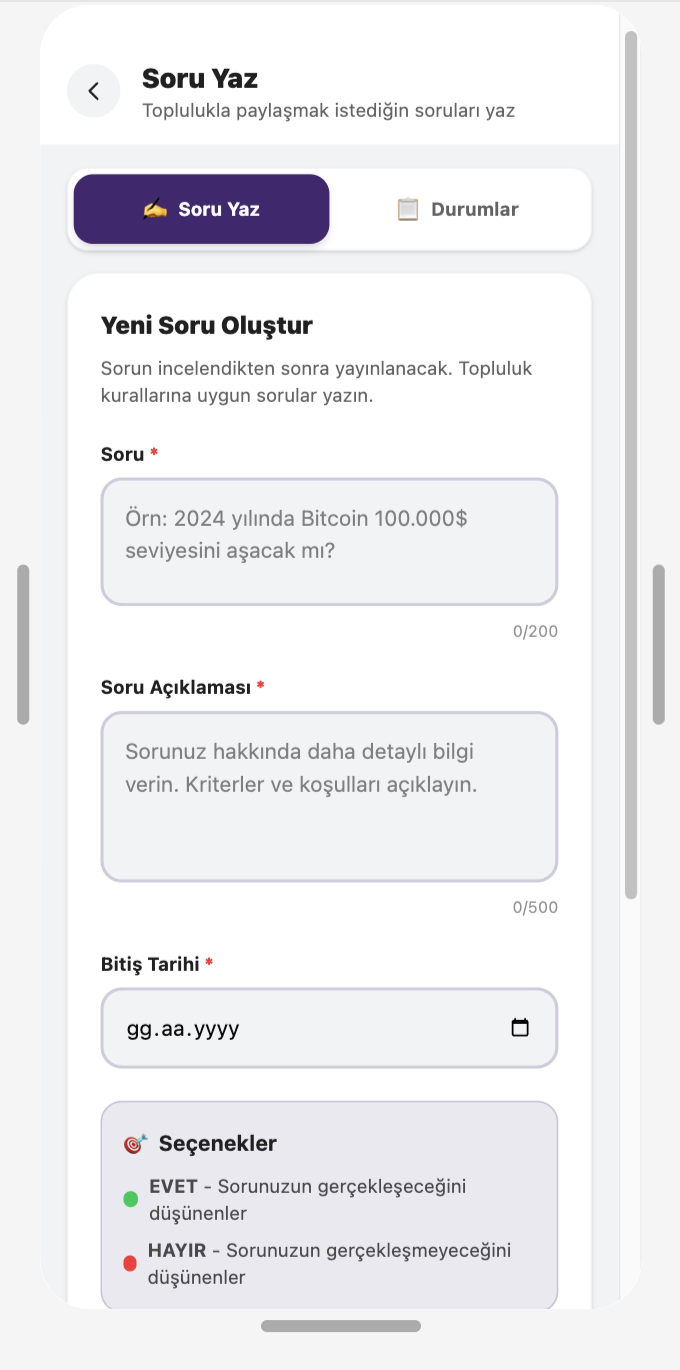 Soru Yaz
Toplulukla paylaşmak istediğin soruları yaz
Soru Yaz
Durumlar
Yeni Soru Oluştur
Sorun incelendikten sonra yayınlanacak. Topluluk
kurallarına uygun sorular yazın.
Soru *
Örn: 2024 yılında Bitcoin 100.000$
seviyesini aşacak mı?
0/200
Soru Açıklaması *
Sorunuz hakkında daha detaylı bilgi
verin. Kriterler ve koşulları açıklayın.
0/500
Bitiş Tarihi *
gg.aa.yyyy
Seçenekler
EVET - Sorunuzun gerçekleşeceğini
düşünenler
HAYIR - Sorunuzun gerçekleşmeyeceğini
düşünenler